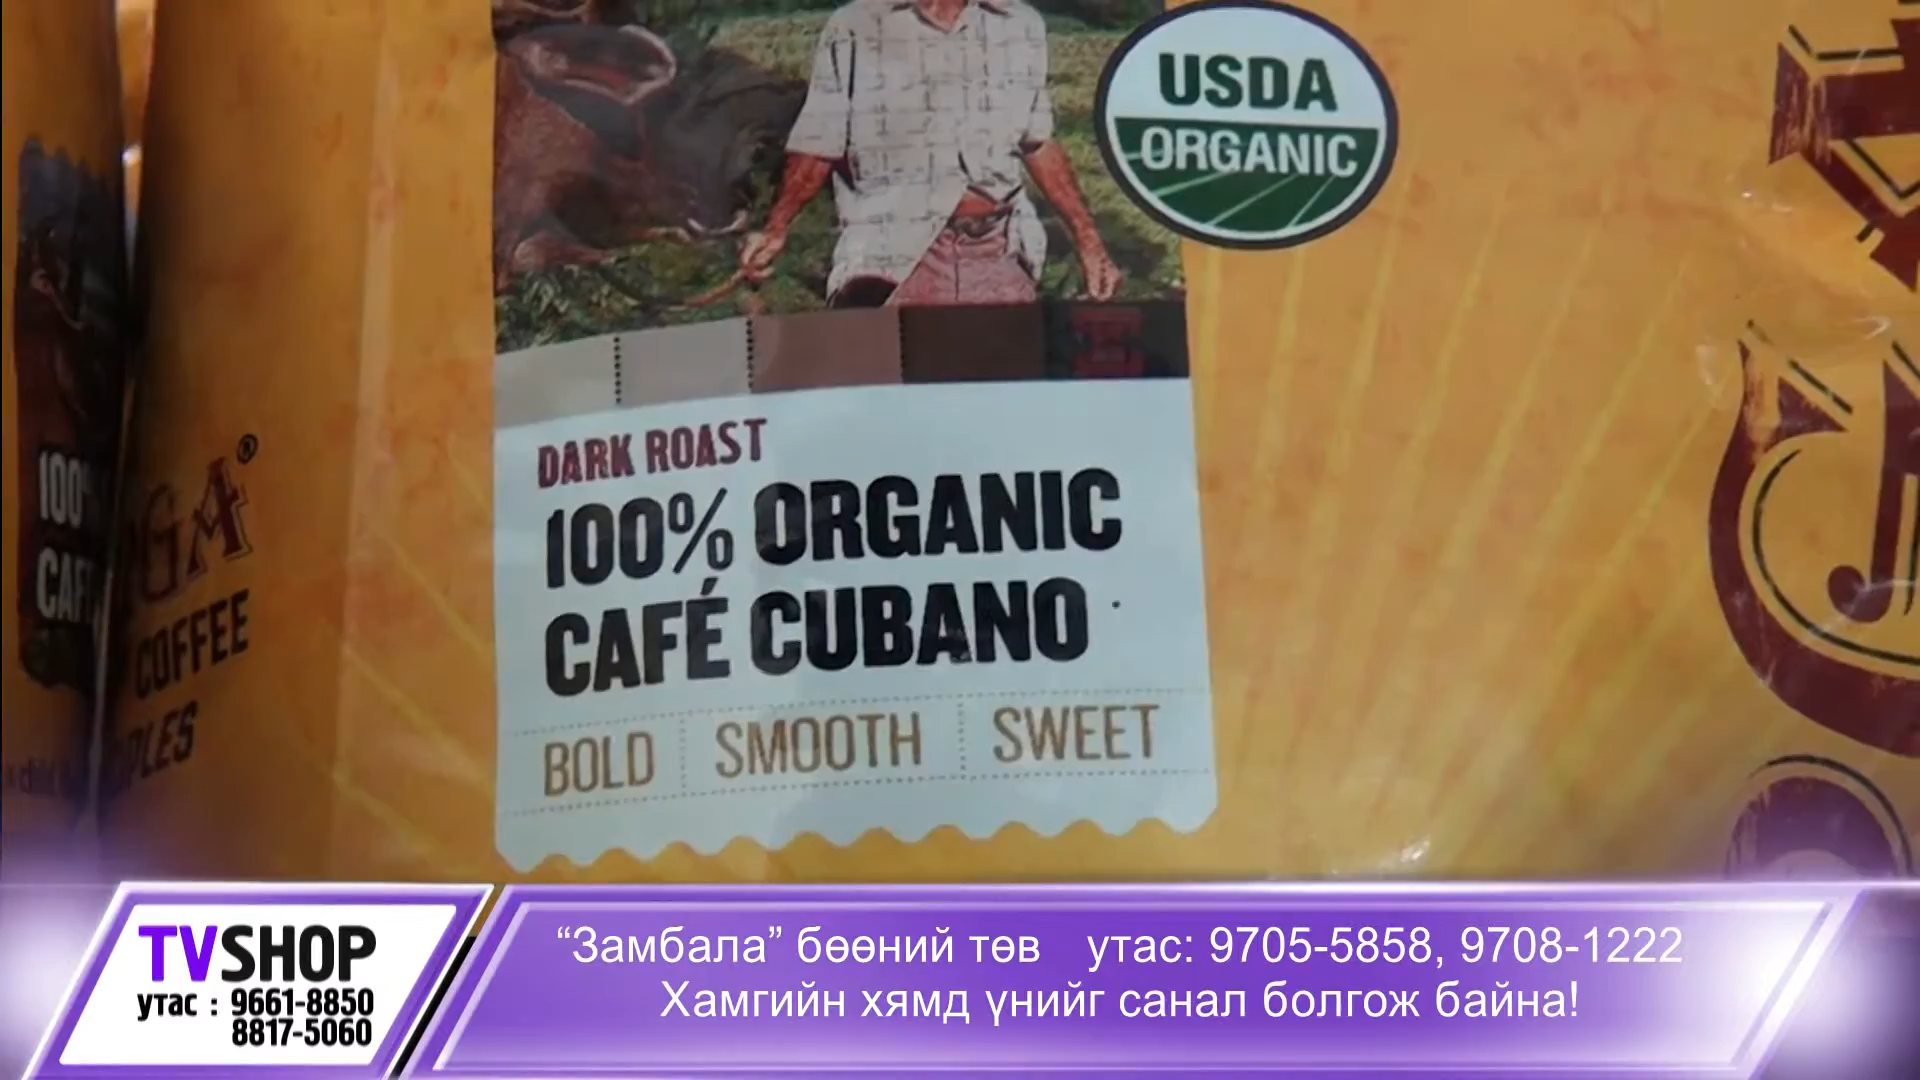 USDA
ORGANIC
DARK ROAST
100% ORGANIC
CAFÉ CUBANO
BOLD SMOOTH SWEET
COFFEE
TVSHOP
утас : 9661-8850
8817-5060
“Замбала” бөөний төв утас: 9705-5858, 9708-1222
Хамгийн хямд үнийг санал болгож байна!